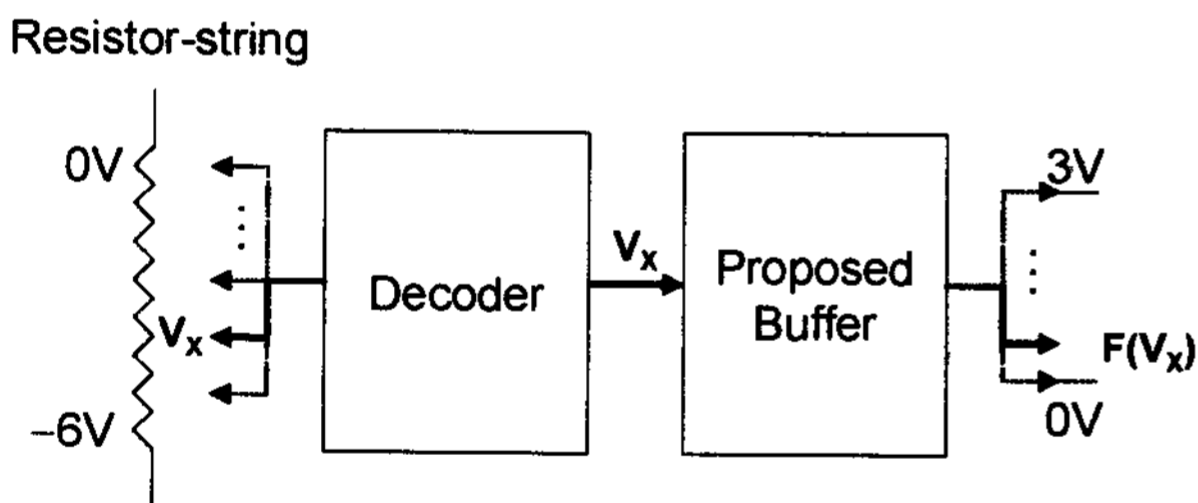 Resistor-string
0V
Vx
−6V
Decoder
Vx
Proposed
Buffer
3V
F(Vx)
0V